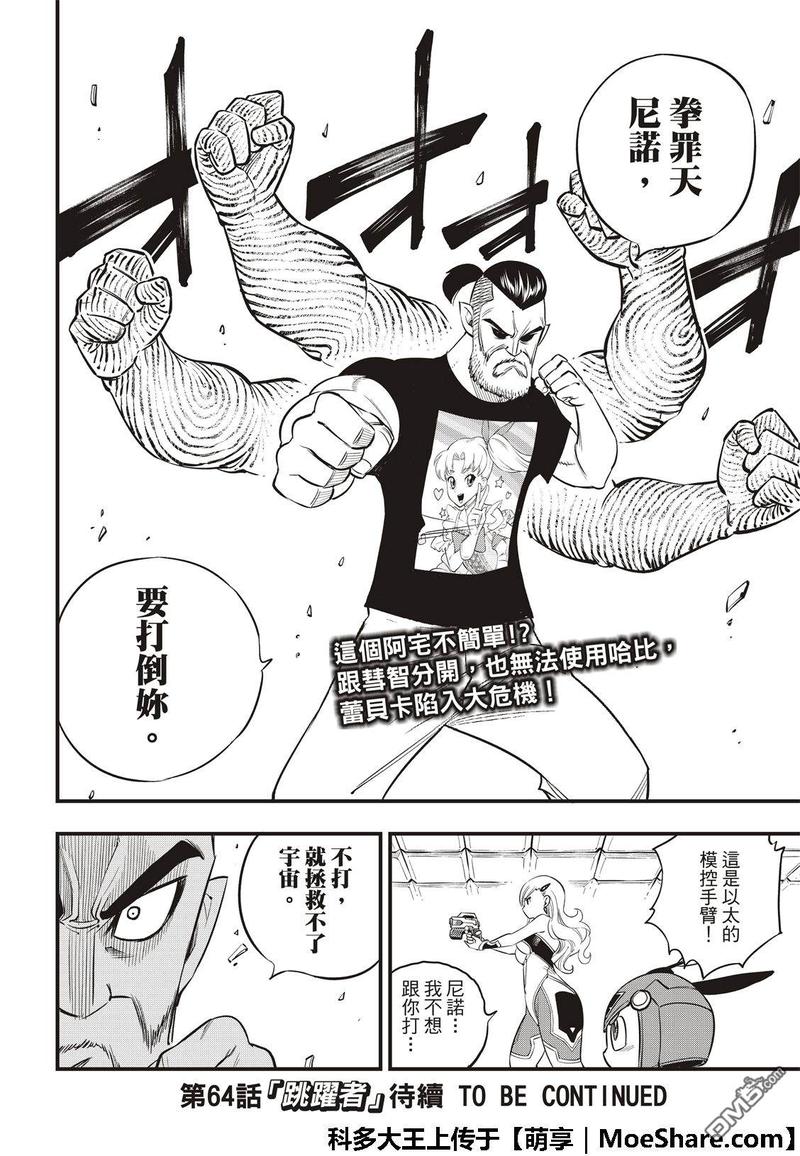 拳罪天
尼諾，
オオオオ
要打倒妳。
這個阿宅不簡單!?
跟彗智分開，也無法使用哈比，
蕾貝卡陷入大危機！
這是以太的
模控手臂！
尼諾…
我不想
跟你打…
不打，
就拯救不了
宇宙。
第64話「跳躍者」待續 TO BE CONTINUED
科多大王上传于【萌享／MoeShare.com】